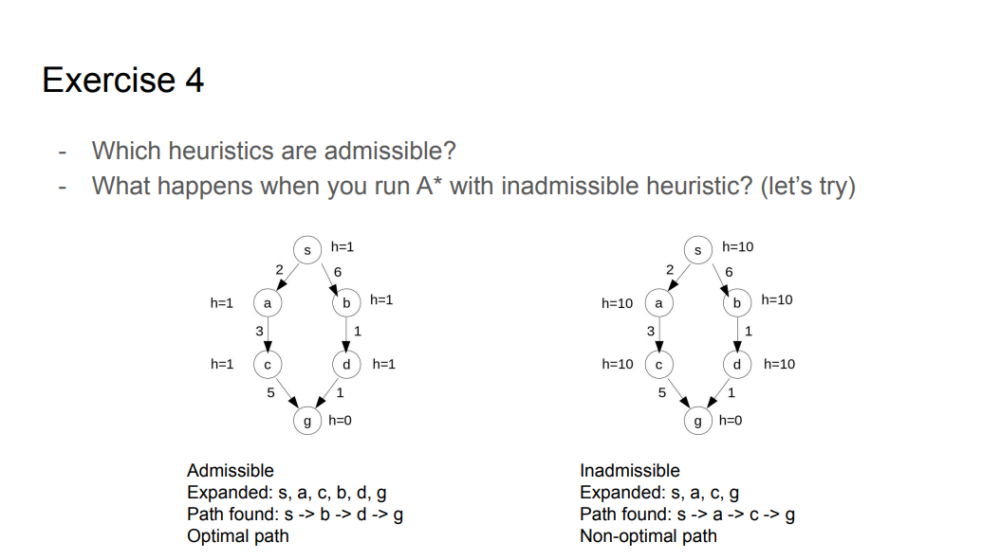 Exercise 4
- Which heuristics are admissible?
- What happens when you run A* with inadmissible heuristic? (let's try)
s h=1
2 6
h=1 a b h=1
3 1
h=1 c d h=1
5 1
g h=0
Admissible
Expanded: s, a, c, b, d, g
Path found: s -> b -> d -> g
Optimal path
s h=10
2 6
h=10 a b h=10
3 1
h=10 c d h=10
5 1
g h=0
Inadmissible
Expanded: s, a, c, g
Path found: s -> a -> c -> g
Non-optimal path